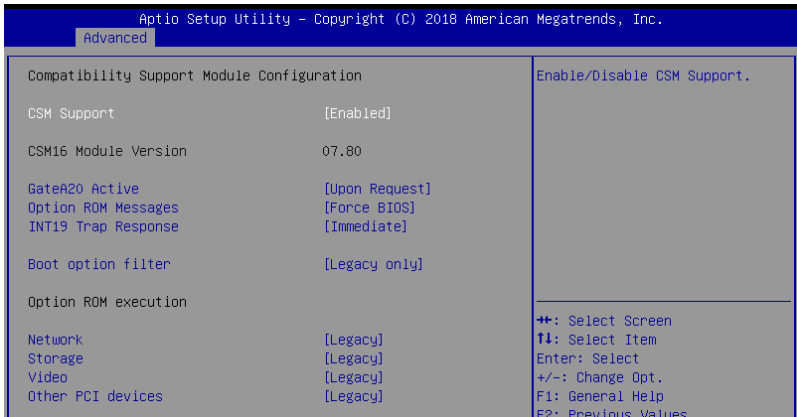 Aptio Setup Utility – Copyright (C) 2018 American Megatrends, Inc.
Advanced
Compatibility Support Module Configuration
CSM Support [Enabled]
CSM16 Module Version 07.80
GateA20 Active [Upon Request]
Option ROM Messages [Force BIOS]
INT19 Trap Response [Immediate]
Boot option filter [Legacy only]
Option ROM execution
Network [Legacy]
Storage [Legacy]
Video [Legacy]
Other PCI devices [Legacy]
Enable/Disable CSM Support.
→←: Select Screen
↑↓: Select Item
Enter: Select
+/-: Change Opt.
F1: General Help
F2: Previous Values